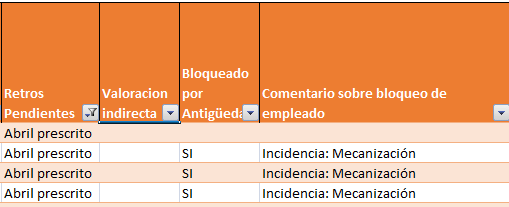 Retros Pendientes
Valoracion indirecta
Bloqueado por Antigüeda
Comentario sobre bloqueo de empleado
Abril prescrito
Abril prescrito SI Incidencia: Mecanización
Abril prescrito SI Incidencia: Mecanización
Abril prescrito SI Incidencia: Mecanización